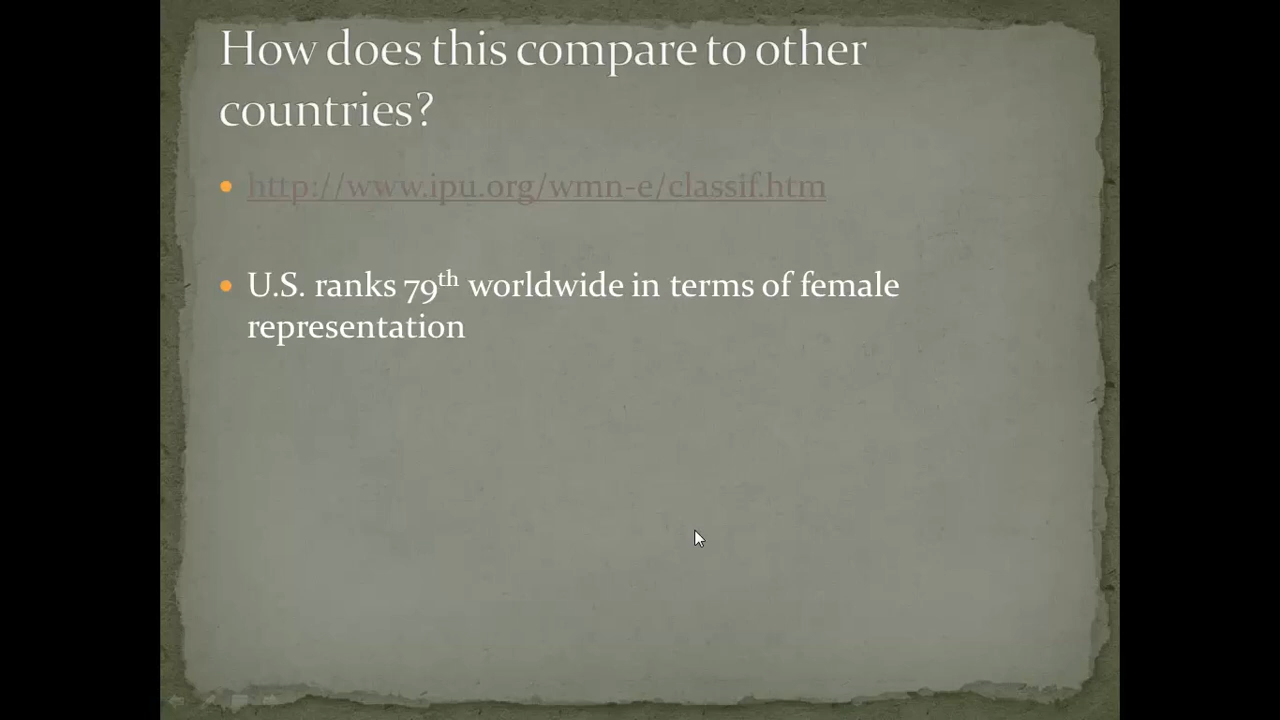 How does this compare to other
countries?
• http://www.ipu.org/wmn-e/classif.htm
• U.S. ranks 79th worldwide in terms of female
representation